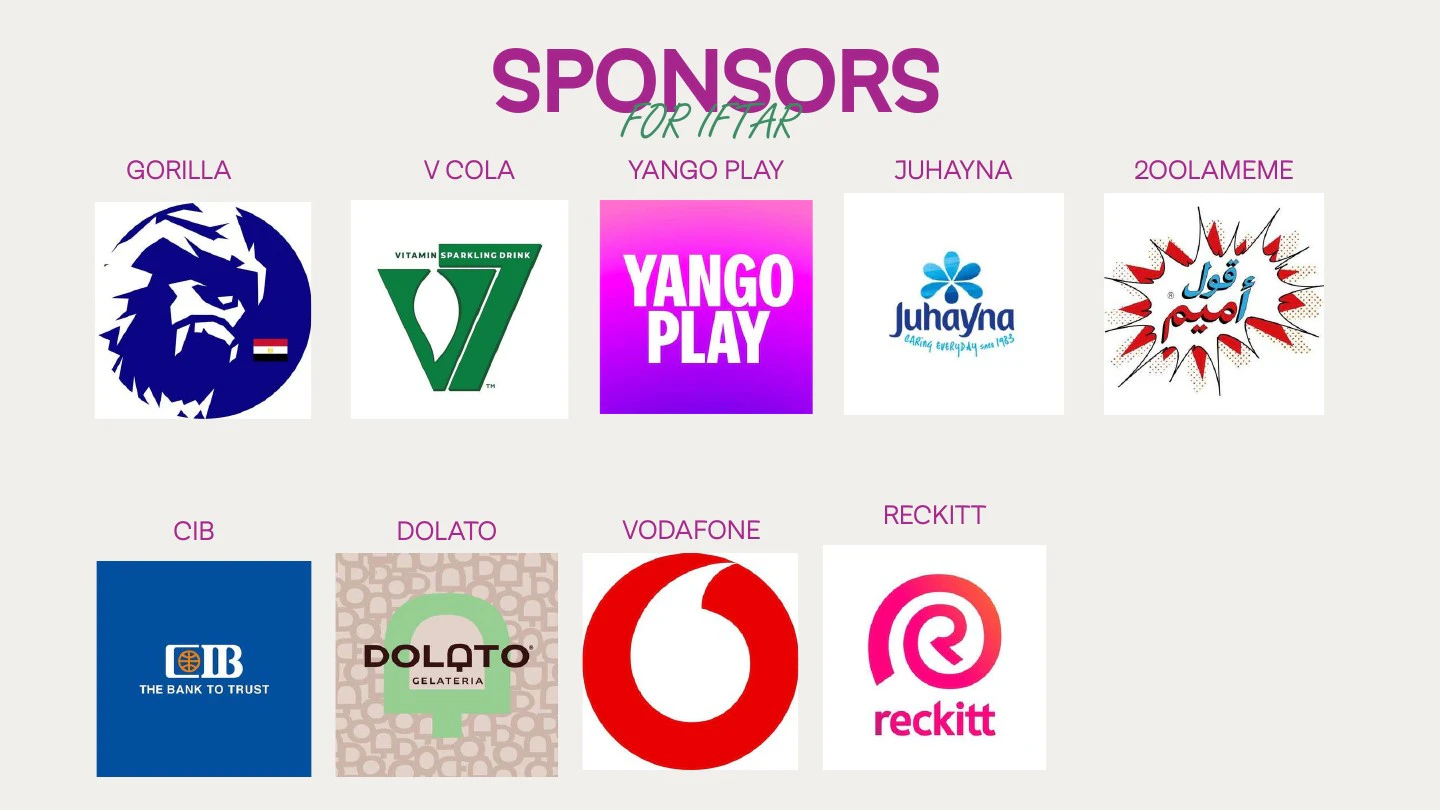 SPONSORS
FOR IFTAR
GORILLA
V COLA
YANGO PLAY
JUHAYNA
2OOLAMEME
VITAMIN SPARKLING DRINK
TM
YANGO
PLAY
Juhayna
CARING EVERYDAY since 1983
قول
أميم
®
CIB
DOLATO
VODAFONE
RECKITT
CIB
THE BANK TO TRUST
DOLATO
GELATERIA
reckitt